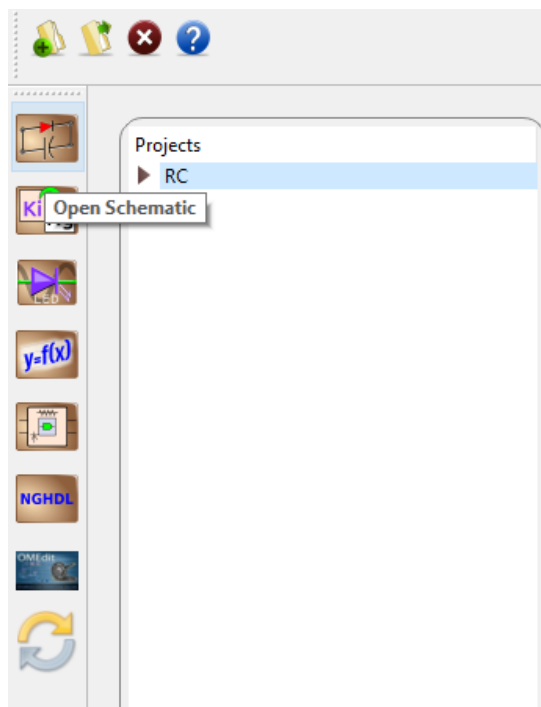 Projects
RC
Ki
Open Schematic
LED
y=f(x)
NGHDL
OMEdit